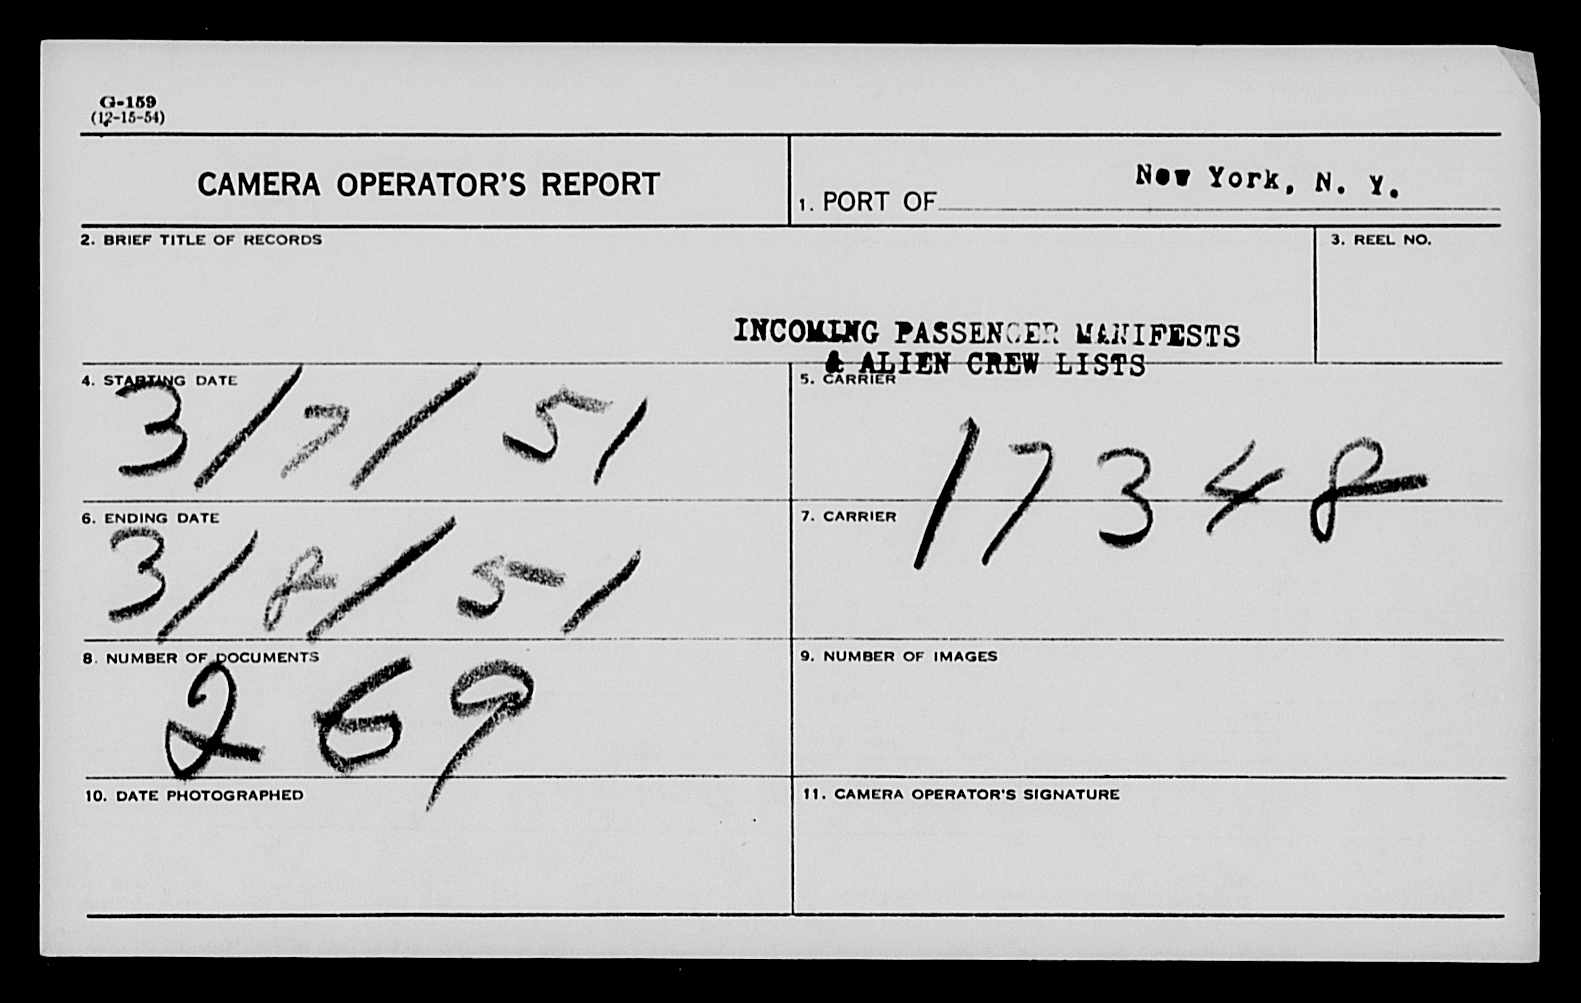 G-159
(12-15-54)
CAMERA OPERATOR'S REPORT
1. PORT OF New York, N. Y.
2. BRIEF TITLE OF RECORDS
3. REEL NO.
INCOMING PASSENGER MANIFESTS
& ALIEN CREW LISTS
4. STARTING DATE
3/7/51
5. CARRIER
17348
6. ENDING DATE
3/8/51
7. CARRIER
8. NUMBER OF DOCUMENTS
269
9. NUMBER OF IMAGES
10. DATE PHOTOGRAPHED
11. CAMERA OPERATOR'S SIGNATURE